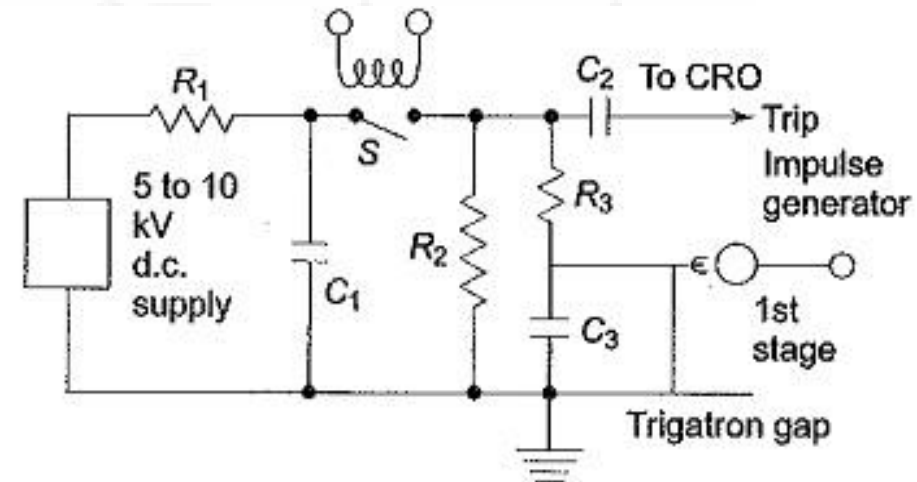 R1
5 to 10
kV
d.c.
supply
C1
S
R2
C2
To CRO
Trip
Impulse
generator
R3
ϵ
1st
stage
C3
Trigatron gap